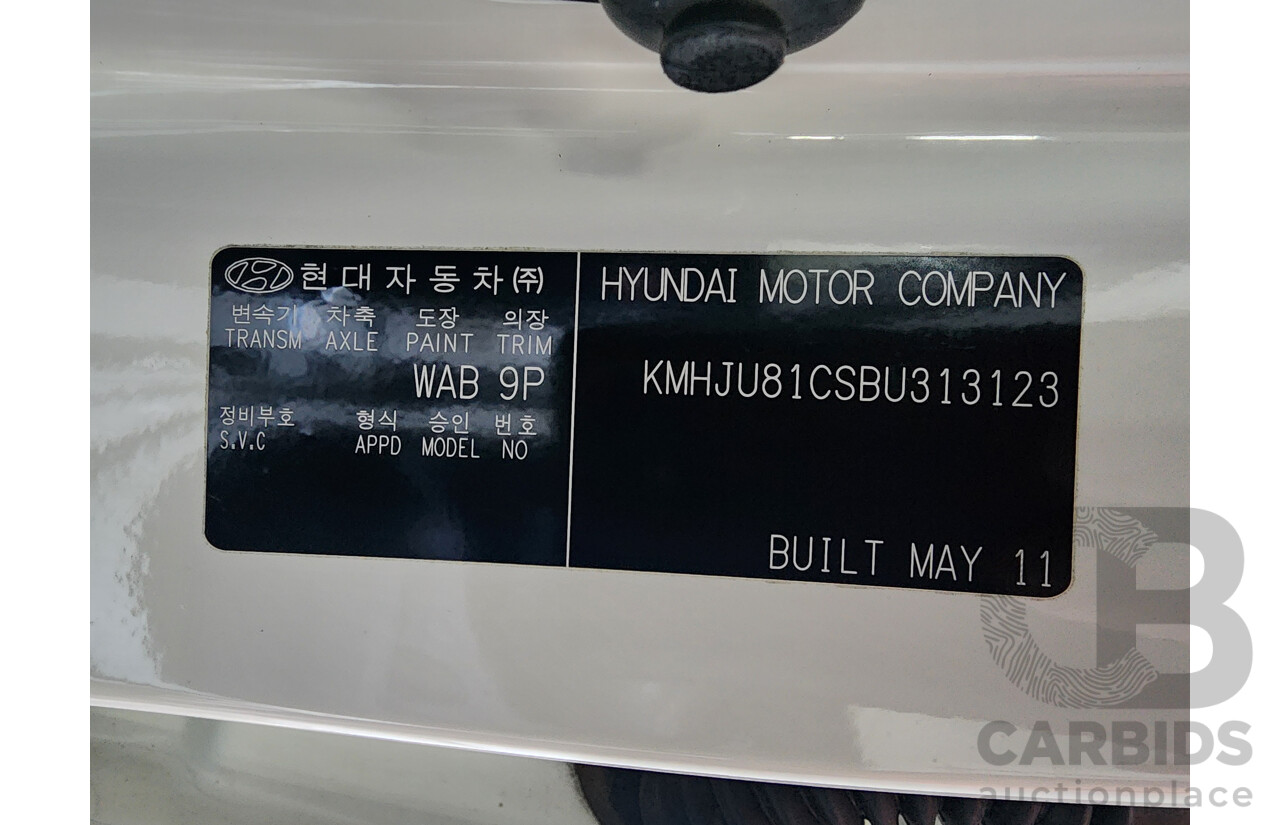 현대자동차(주)
변속기 차축 도장 의장
TRANSM AXLE PAINT TRIM
WAB 9P
정비부호 형식 승인 번호
S.V.C APPD MODEL NO
HYUNDAI MOTOR COMPANY
KMHJU81CSBU313123
BUILT MAY 11
CARBIDS
auctionplace